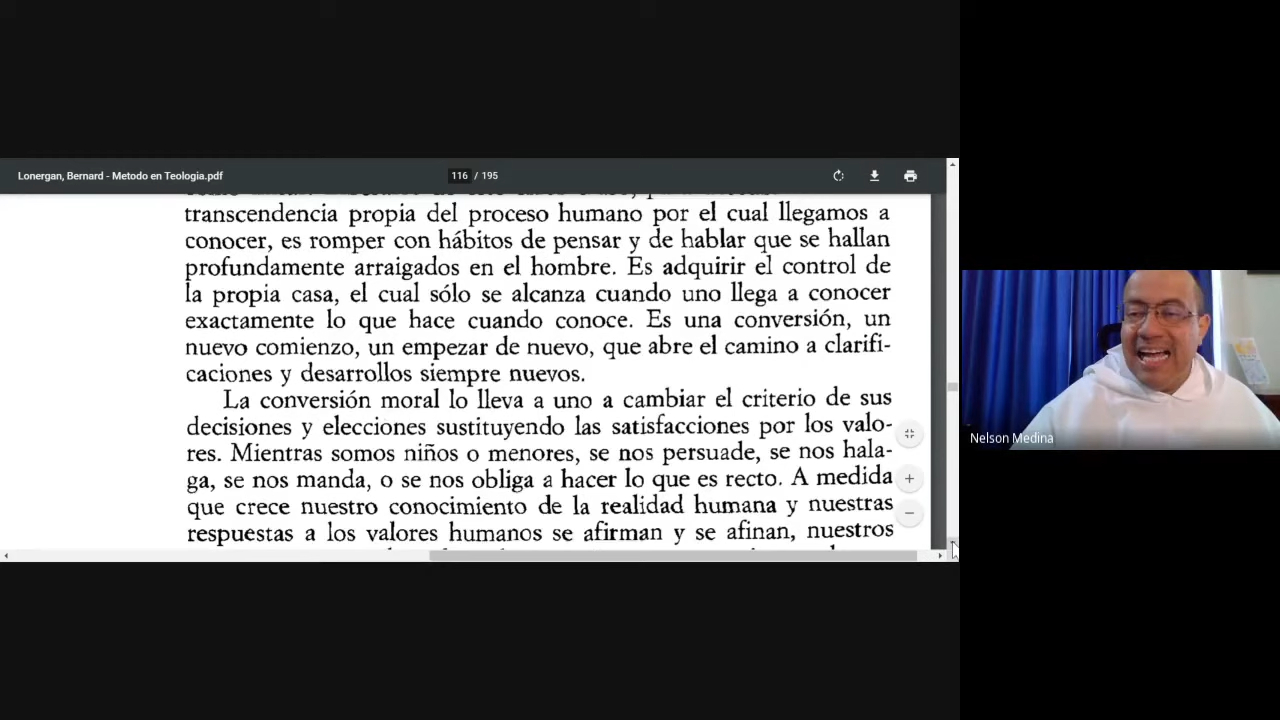 Lonergan, Bernard - Metodo en Teologia.pdf
116 / 195
transcendencia propia del proceso humano por el cual llegamos a
conocer, es romper con hábitos de pensar y de hablar que se hallan
profundamente arraigados en el hombre. Es adquirir el control de
la propia casa, el cual sólo se alcanza cuando uno llega a conocer
exactamente lo que hace cuando conoce. Es una conversión, un
nuevo comienzo, un empezar de nuevo, que abre el camino a clarifi-
caciones y desarrollos siempre nuevos.
La conversión moral lo lleva a uno a cambiar el criterio de sus
decisiones y elecciones sustituyendo las satisfacciones por los valo-
res. Mientras somos niños o menores, se nos persuade, se nos hala-
ga, se nos manda, o se nos obliga a hacer lo que es recto. A medida
que crece nuestro conocimiento de la realidad humana y nuestras
respuestas a los valores humanos se afirman y se afinan, nuestros
Nelson Medina